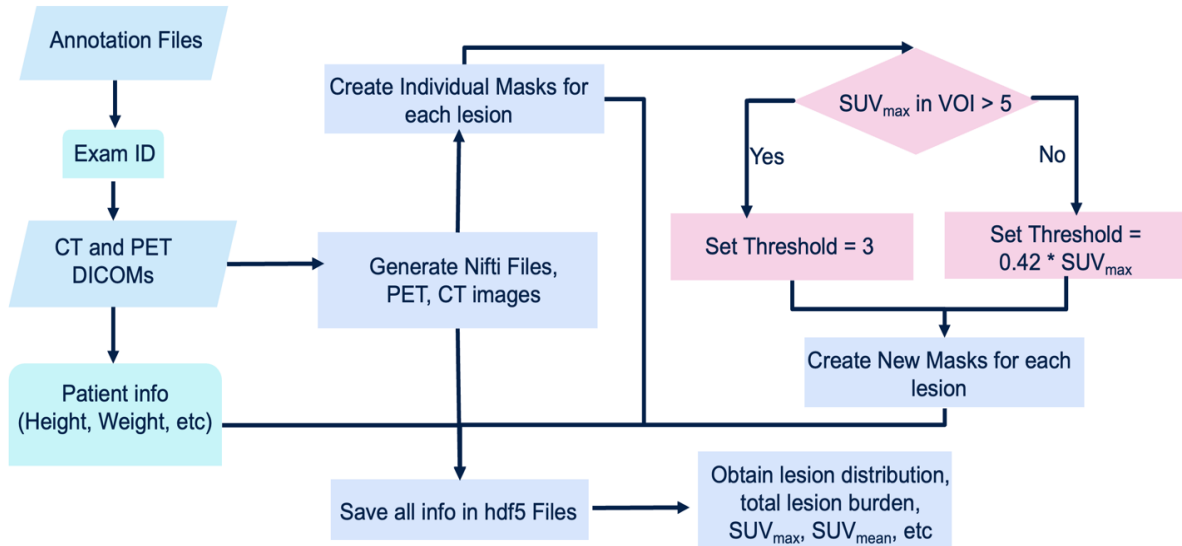 Annotation Files
Exam ID
CT and PET
DICOMs
Patient info
(Height, Weight, etc)
Create Individual Masks for
each lesion
Generate Nifti Files,
PET, CT images
Save all info in hdf5 Files
SUVmax in VOI > 5
Yes
No
Set Threshold = 3
Set Threshold =
0.42 * SUVmax
Create New Masks for each
lesion
Obtain lesion distribution,
total lesion burden,
SUVmax, SUVmean, etc